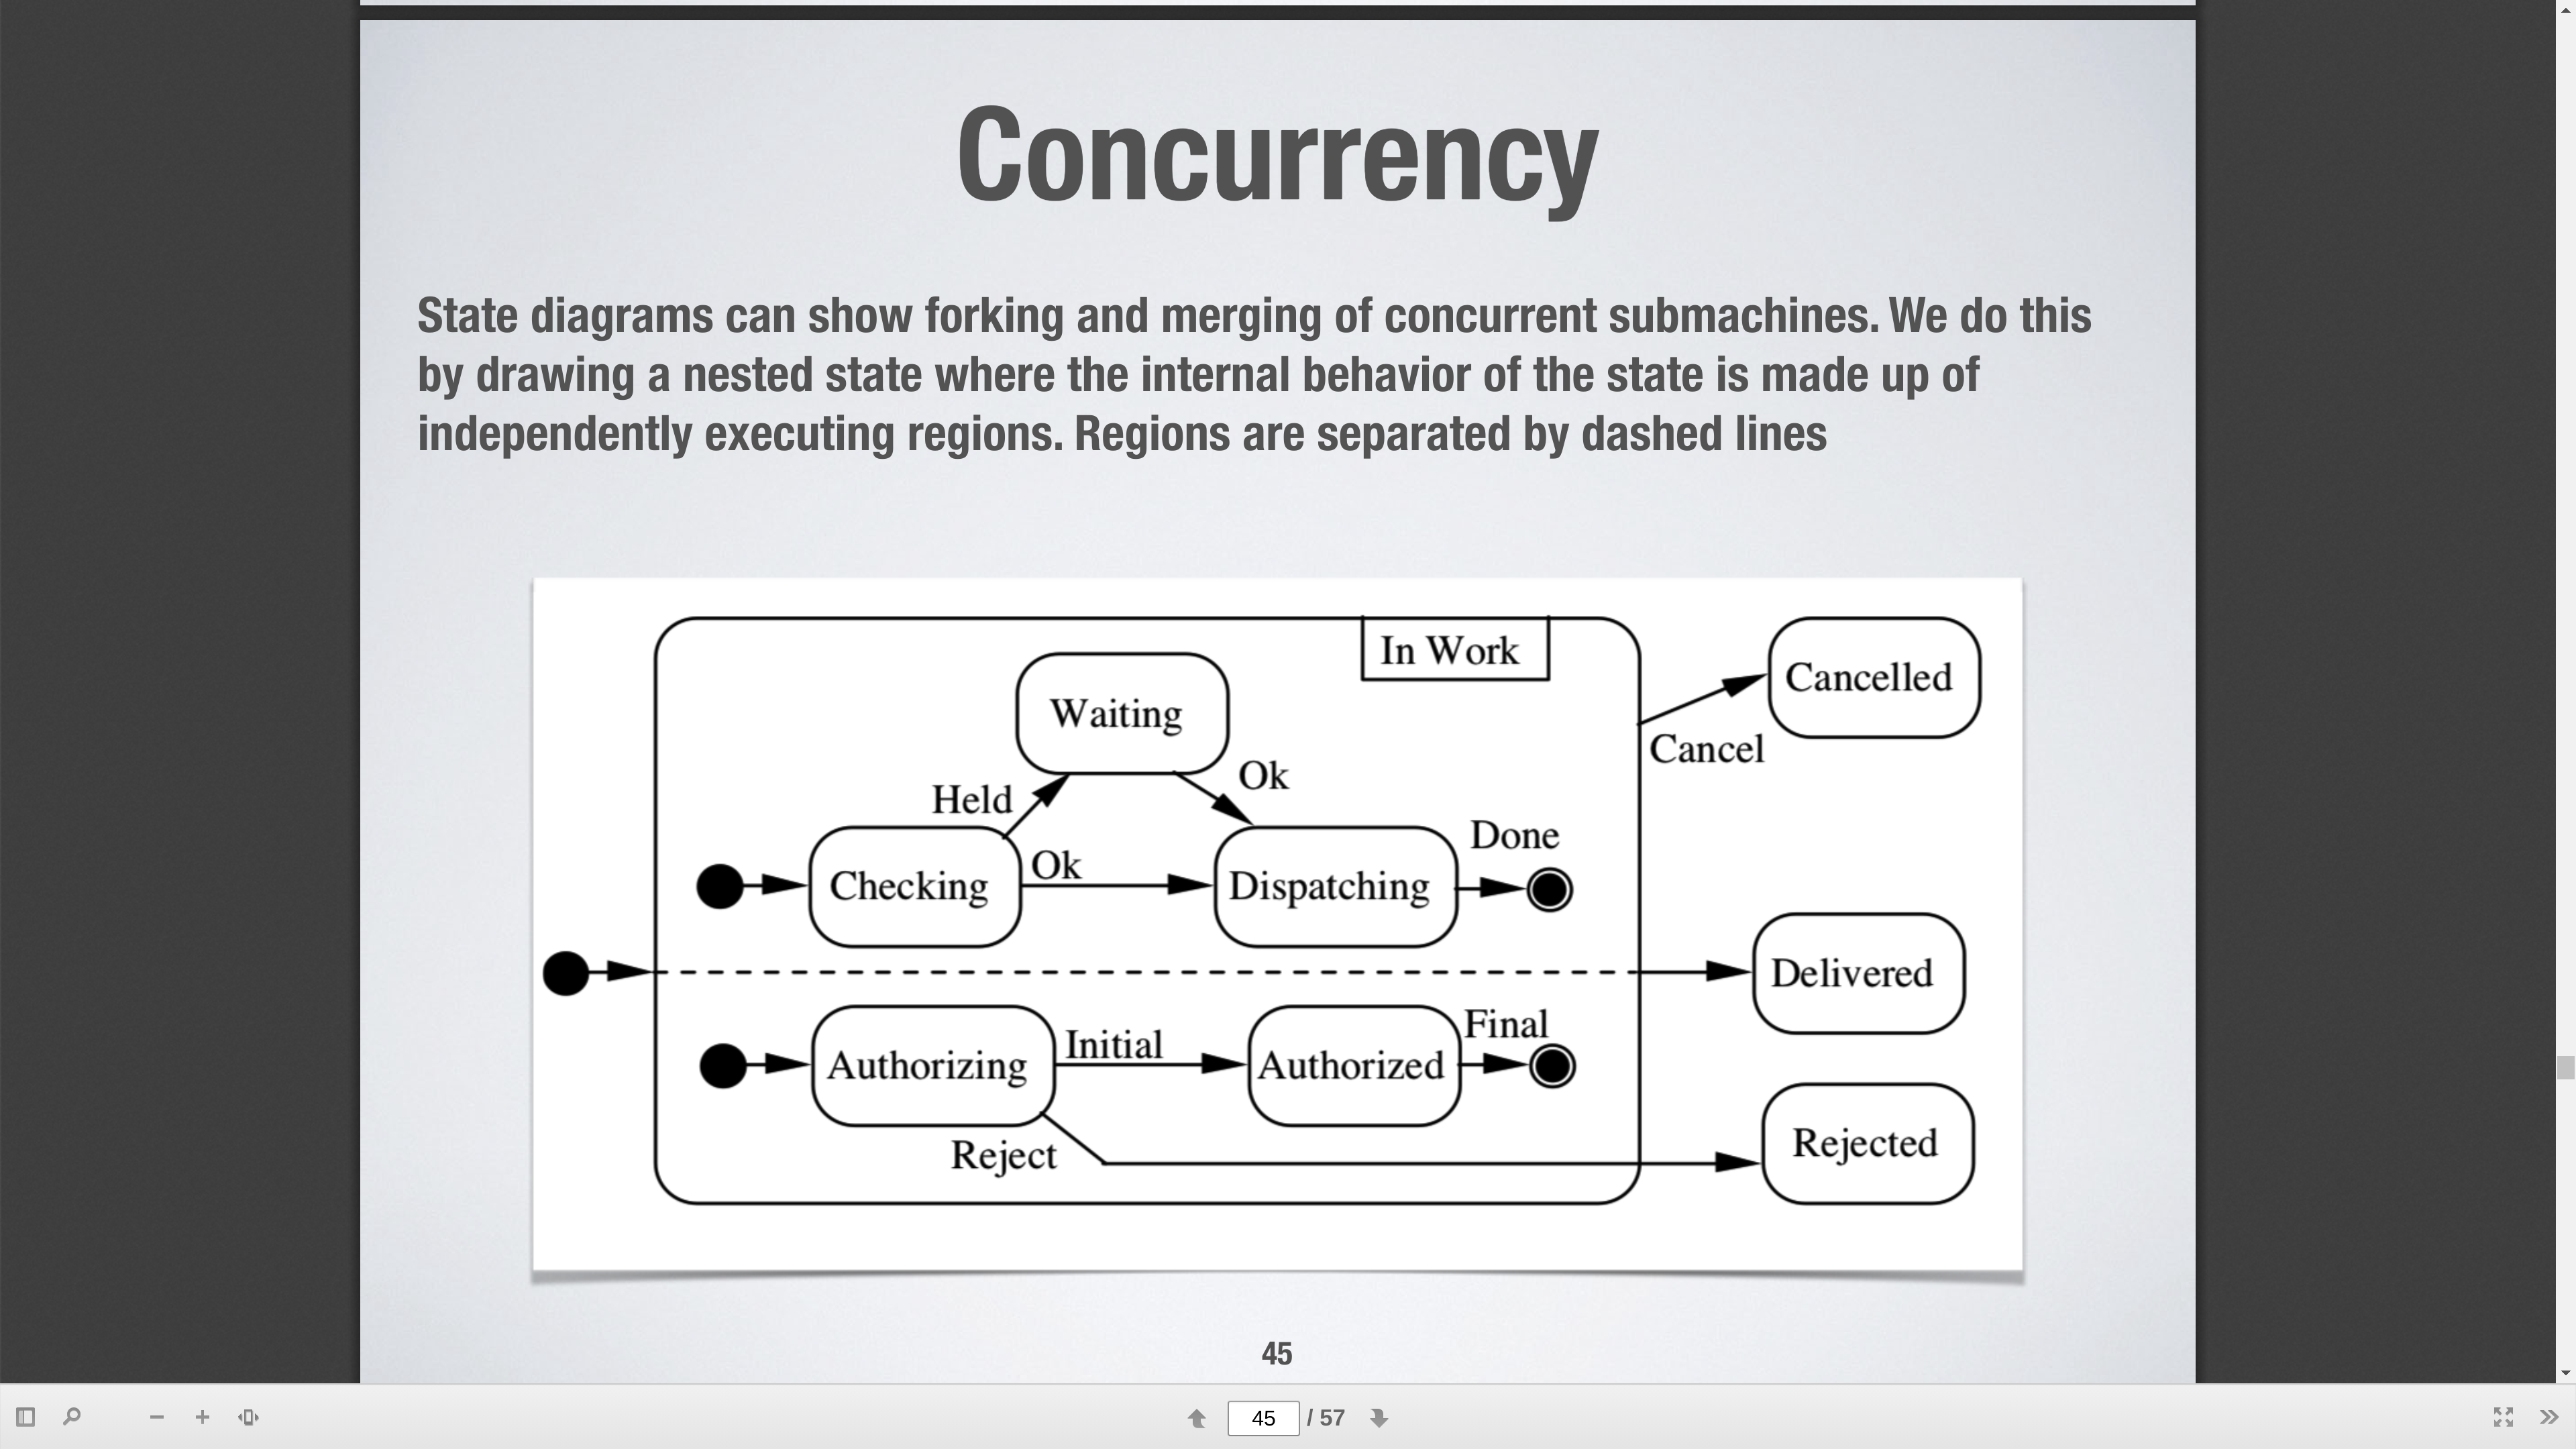 Concurrency
State diagrams can show forking and merging of concurrent submachines. We do this
by drawing a nested state where the internal behavior of the state is made up of
independently executing regions. Regions are separated by dashed lines
In Work
Waiting
Cancelled
Cancel
Held
Ok
Done
Checking
Ok
Dispatching
Delivered
Final
Authorizing
Initial
Authorized
Reject
Rejected
45
45 / 57